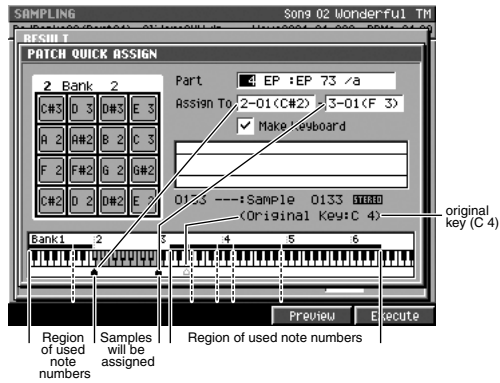 SAMPLING Song 02 Wonderful TM
RESULT
PATCH QUICK ASSIGN
2 Bank 2
C#3 D 3 D#3 E 3
A 2 A#2 B 2 C 3
F 2 F#2 G 2 G#2
C#2 D 2 D#2 E 2
Part 4 EP :EP 73 /a
Assign To 2-01(C#2) - 3-01(F 3)
Make Keyboard
0133 ---:Sample 0133 STEREO
(Original Key:C 4)
original
key (C 4)
Bank1 2 3 4 5 6
Preview Execute
Region
of used
note
numbers
Samples
will be
assigned
Region of used note numbers